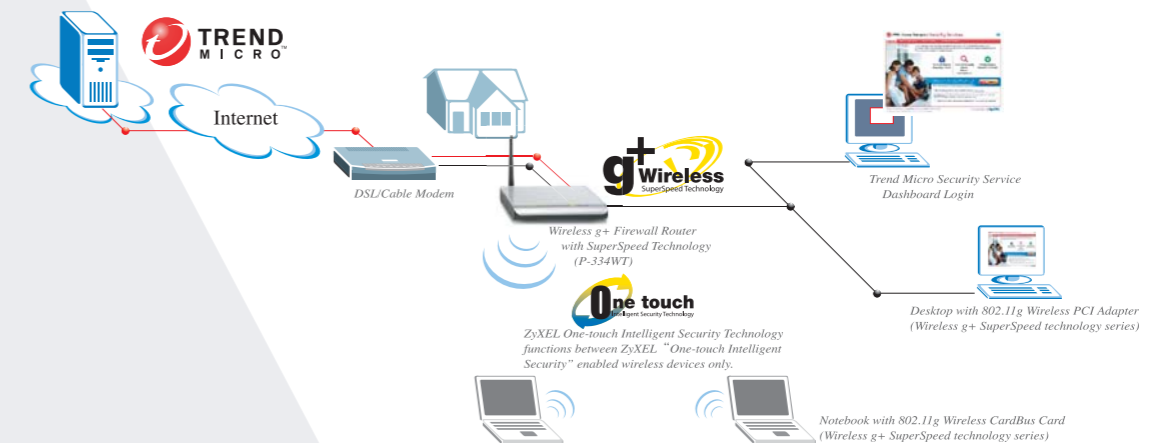 TREND
MICRO™
Internet
DSL/Cable Modem
g+
Wireless
SuperSpeed Technology
Trend Micro Security Service
Dashboard Login
Wireless g+ Firewall Router
with SuperSpeed Technology
(P-334WT)
One touch
Intelligent Security Technology
ZyXEL One-touch Intelligent Security Technology
functions between ZyXEL “One-touch Intelligent
Security” enabled wireless devices only.
Desktop with 802.11g Wireless PCI Adapter
(Wireless g+ SuperSpeed technology series)
Notebook with 802.11g Wireless CardBus Card
(Wireless g+ SuperSpeed technology series)